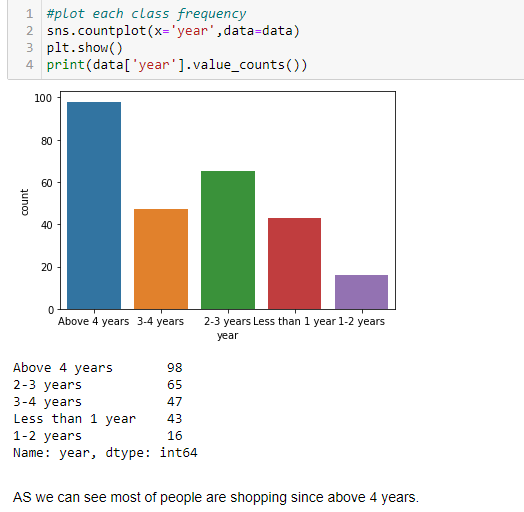 1 #plot each class frequency
2 sns.countplot(x='year',data=data)
3 plt.show()
4 print(data['year'].value_counts())
100
80
60
40
20
0
count
Above 4 years 3-4 years 2-3 years Less than 1 year 1-2 years
year
Above 4 years 98
2-3 years 65
3-4 years 47
Less than 1 year 43
1-2 years 16
Name: year, dtype: int64
AS we can see most of people are shopping since above 4 years.